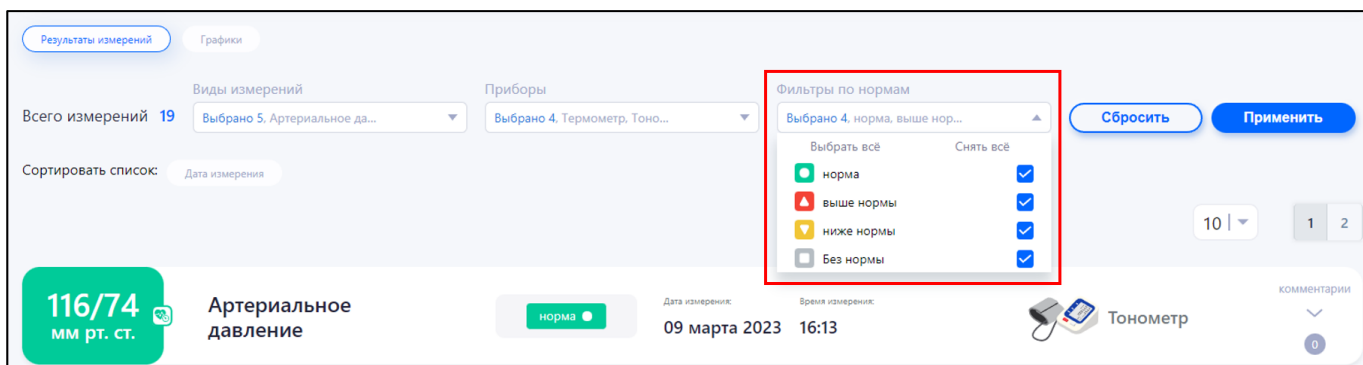 Результаты измерений
Графики
Виды измерений
Приборы
Фильтры по нормам
Всего измерений 19
Выбрано 5, Артериальное да...
Выбрано 4, Термометр, Тоно...
Выбрано 4, норма, выше нор...
Сбросить
Применить
Выбрать всё
Снять всё
Сортировать список:
Дата измерения
норма
выше нормы
ниже нормы
Без нормы
10
1
2
116/74
мм рт. ст.
Артериальное
давление
норма
Дата измерения:
09 марта 2023
Время измерения:
16:13
Тонометр
комментарии
0